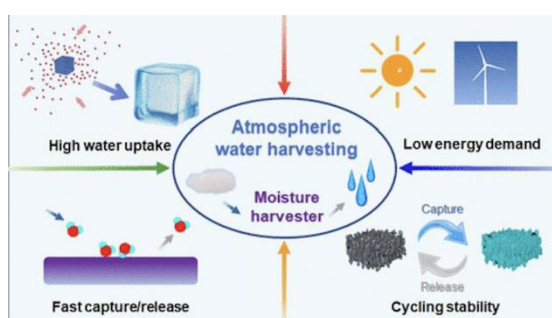 High water uptake
Atmospheric
water harvesting
Moisture
harvester
Low energy demand
Fast capture/release
Capture
Release
Cycling stability